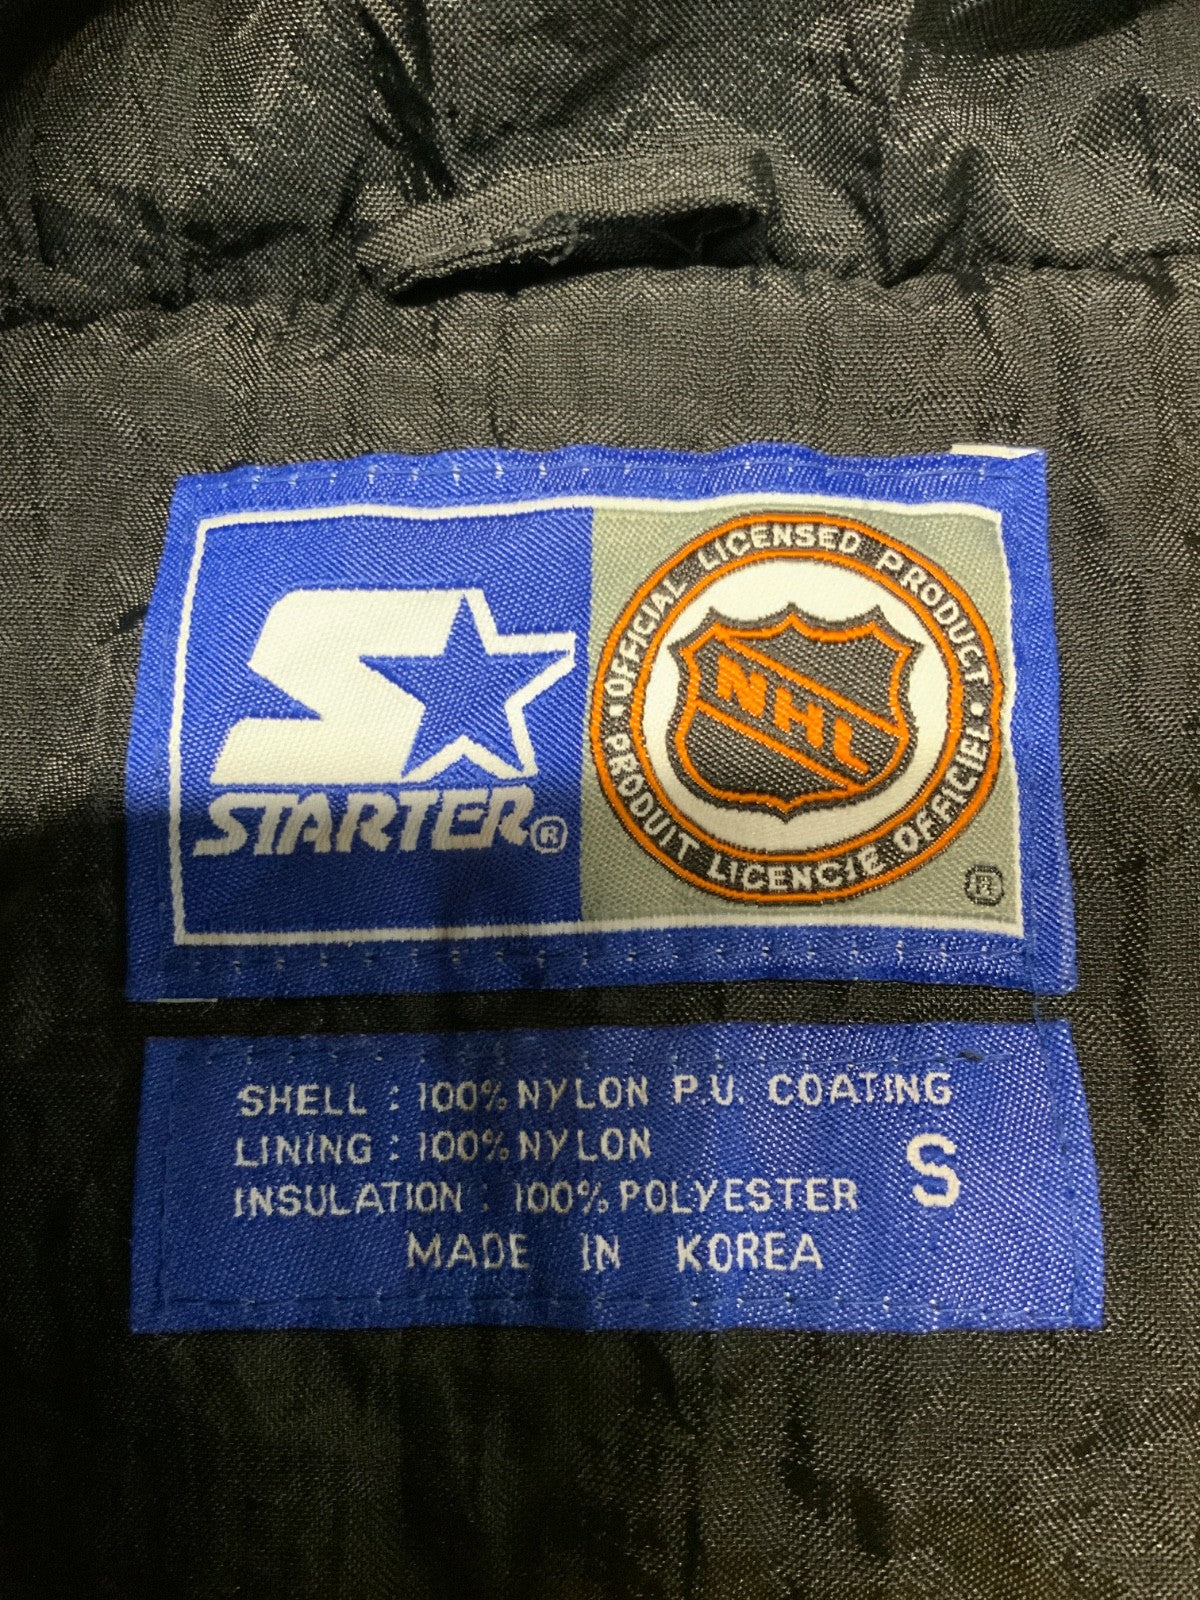 STARTER®
• OFFICIAL LICENSED PRODUCT •
NHL
PRODUIT LICENCIE OFFICIEL
®
SHELL : 100% NYLON P.U. COATING
LINING : 100% NYLON
INSULATION : 100% POLYESTER
S
MADE IN KOREA